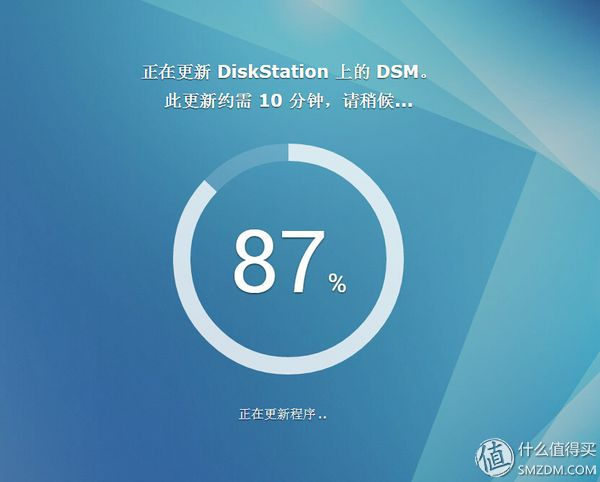 正在更新 DiskStation 上的 DSM。
此更新约需 10 分钟，请稍候...
87%
正在更新程序..
值 什么值得买
SMZDM.COM